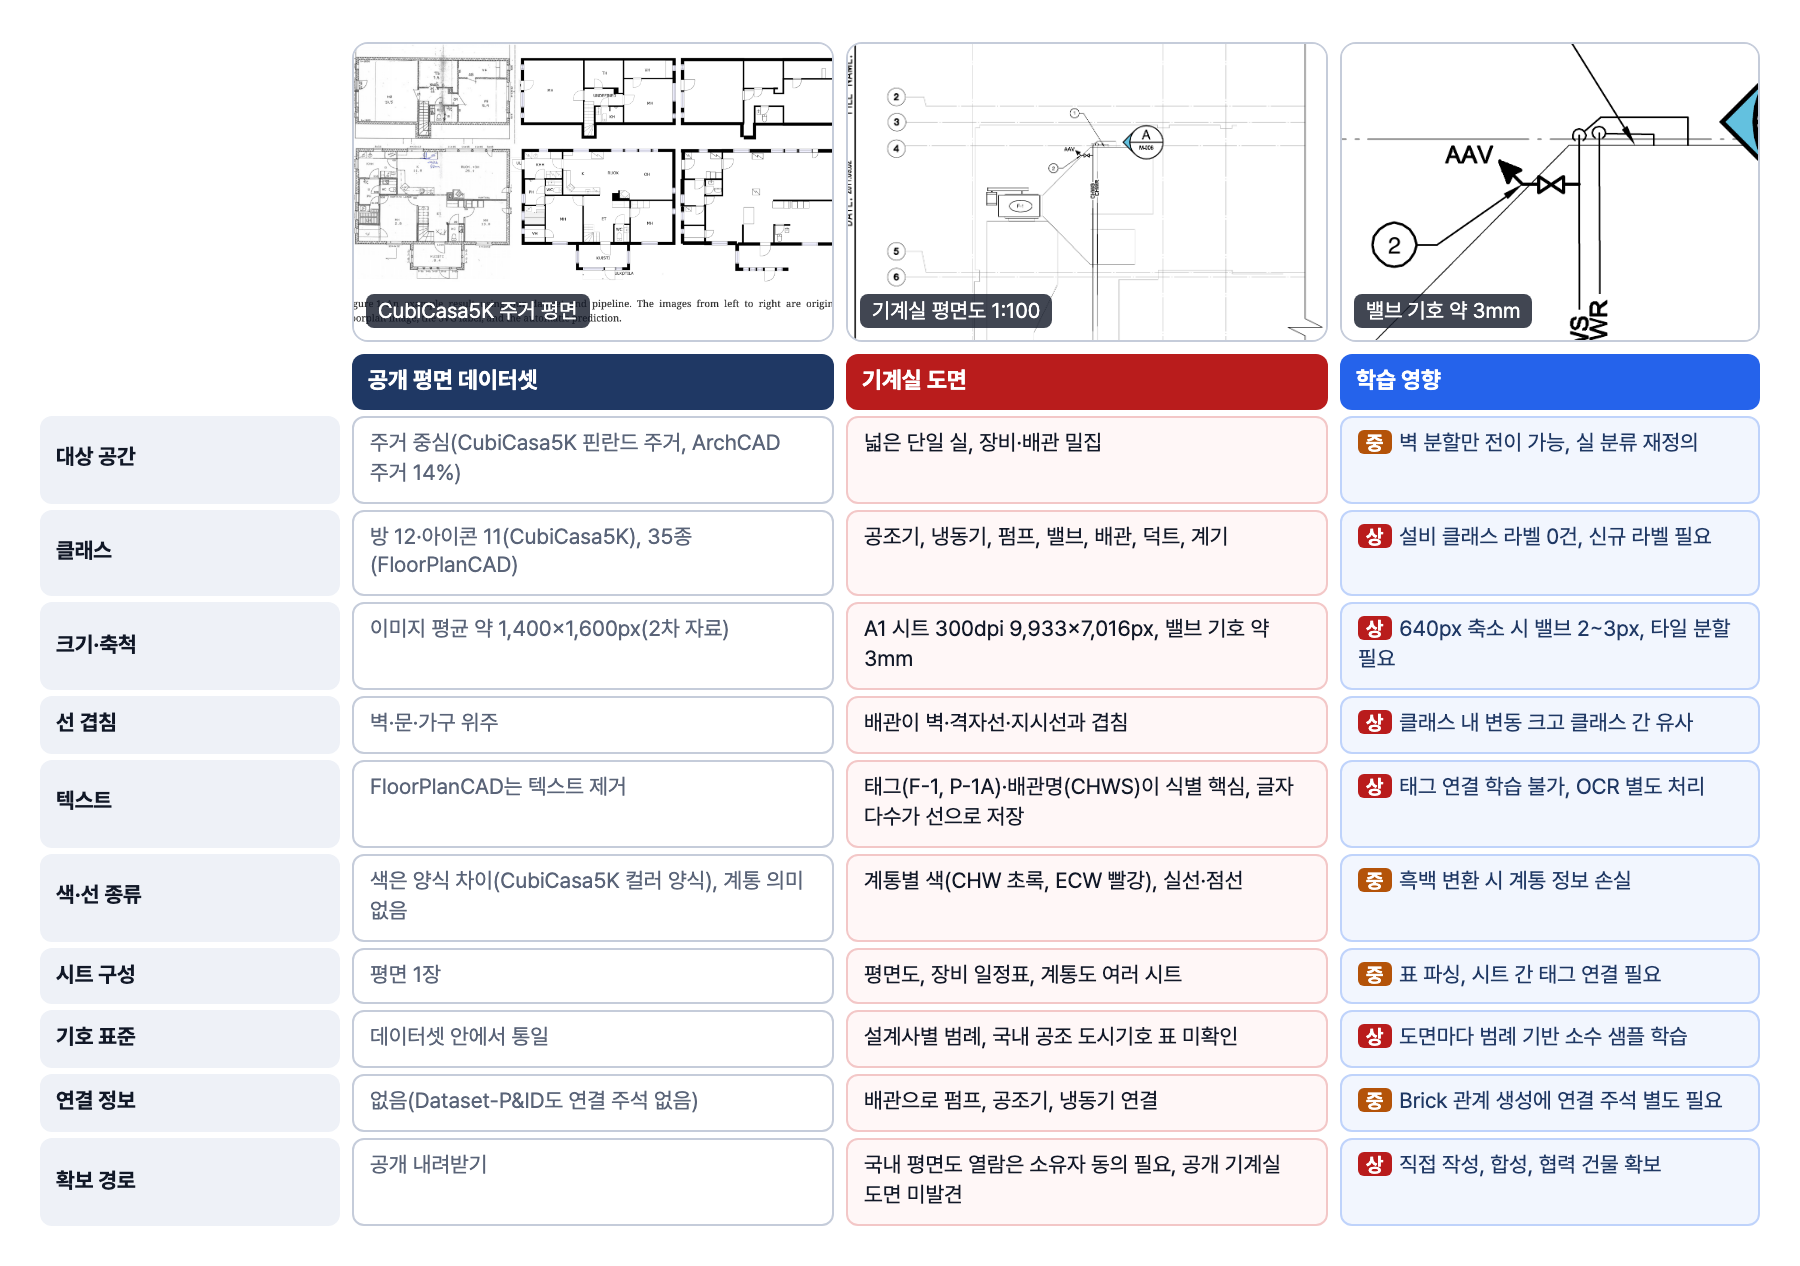 CubiCasa5K 주거 평면
pipeline. The images from left to right are origin
prediction.
2
3
4
5
6
1
2
A
M-006
AAV
F-1
기계실 평면도 1:100
AAV
2
WR
밸브 기호 약 3mm
공개 평면 데이터셋
기계실 도면
학습 영향
대상 공간
주거 중심(CubiCasa5K 핀란드 주거, ArchCAD
주거 14%)
넓은 단일 실, 장비·배관 밀집
중 벽 분할만 전이 가능, 실 분류 재정의
클래스
방 12·아이콘 11(CubiCasa5K), 35종
(FloorPlanCAD)
공조기, 냉동기, 펌프, 밸브, 배관, 덕트, 계기
상 설비 클래스 라벨 0건, 신규 라벨 필요
크기·축척
이미지 평균 약 1,400×1,600px(2차 자료)
A1 시트 300dpi 9,933×7,016px, 밸브 기호 약
3mm
상 640px 축소 시 밸브 2~3px, 타일 분할
필요
선 겹침
벽·문·가구 위주
배관이 벽·격자선·지시선과 겹침
상 클래스 내 변동 크고 클래스 간 유사
텍스트
FloorPlanCAD는 텍스트 제거
태그(F-1, P-1A)·배관명(CHWS)이 식별 핵심, 글자
다수가 선으로 저장
상 태그 연결 학습 불가, OCR 별도 처리
색·선 종류
색은 양식 차이(CubiCasa5K 컬러 양식), 계통 의미
없음
계통별 색(CHW 초록, ECW 빨강), 실선·점선
중 흑백 변환 시 계통 정보 손실
시트 구성
평면 1장
평면도, 장비 일정표, 계통도 여러 시트
중 표 파싱, 시트 간 태그 연결 필요
기호 표준
데이터셋 안에서 통일
설계사별 범례, 국내 공조 도시기호 표 미확인
상 도면마다 범례 기반 소수 샘플 학습
연결 정보
없음(Dataset-P&ID도 연결 주석 없음)
배관으로 펌프, 공조기, 냉동기 연결
중 Brick 관계 생성에 연결 주석 별도 필요
확보 경로
공개 내려받기
국내 평면도 열람은 소유자 동의 필요, 공개 기계실
도면 미발견
상 직접 작성, 합성, 협력 건물 확보